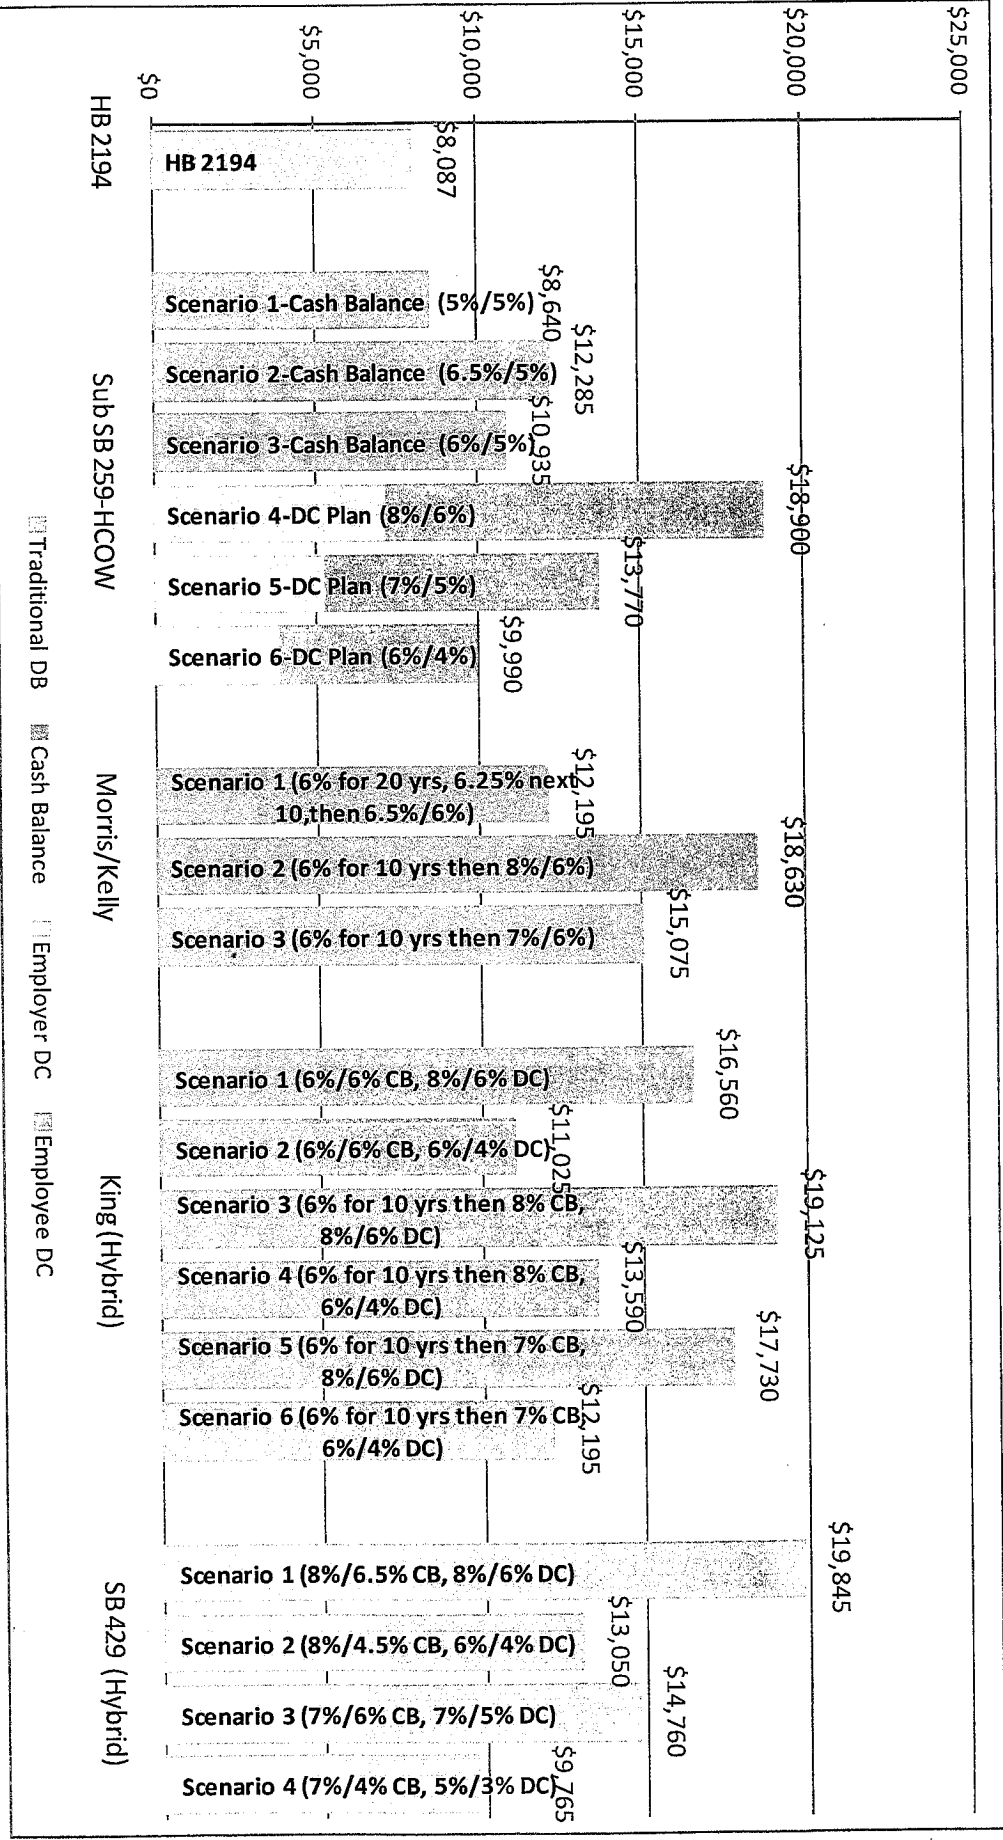 $25,000
$20,000
$15,000
$10,000
$5,000
$0
$8,087
HB 2194
HB 2194
$8,640
Scenario 1-Cash Balance (5%/5%)
$12,285
Scenario 2-Cash Balance (6.5%/5%)
$10,935
Scenario 3-Cash Balance (6%/5%)
$18,900
Scenario 4-DC Plan (8%/6%)
$13,770
Scenario 5-DC Plan (7%/5%)
$9,990
Scenario 6-DC Plan (6%/4%)
Sub SB 259-HCOW
$12,195
Scenario 1 (6% for 20 yrs, 6.25% next
10,then 6.5%/6%)
$18,630
Scenario 2 (6% for 10 yrs then 8%/6%)
$15,075
Scenario 3 (6% for 10 yrs then 7%/6%)
Morris/Kelly
$16,560
Scenario 1 (6%/6% CB, 8%/6% DC)
$11,025
Scenario 2 (6%/6% CB, 6%/4% DC)
$19,125
Scenario 3 (6% for 10 yrs then 8% CB,
8%/6% DC)
$13,590
Scenario 4 (6% for 10 yrs then 8% CB,
6%/4% DC)
$17,730
Scenario 5 (6% for 10 yrs then 7% CB,
8%/6% DC)
$12,195
Scenario 6 (6% for 10 yrs then 7% CB,
6%/4% DC)
King (Hybrid)
$19,845
Scenario 1 (8%/6.5% CB, 8%/6% DC)
$13,050
Scenario 2 (8%/4.5% CB, 6%/4% DC)
$14,760
Scenario 3 (7%/6% CB, 7%/5% DC)
$9,765
Scenario 4 (7%/4% CB, 5%/3% DC)
SB 429 (Hybrid)
Traditional DB Cash Balance Employer DC Employee DC